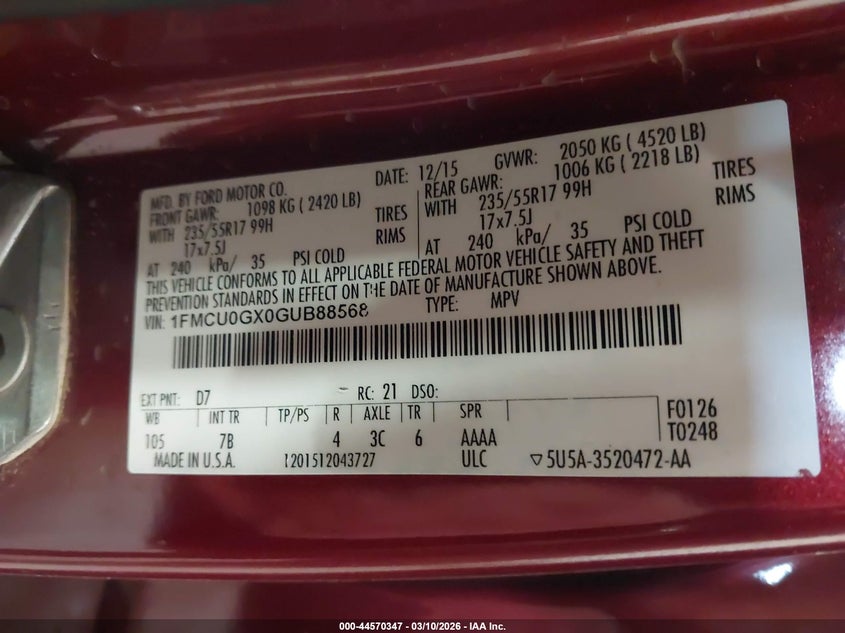 MFD. BY FORD MOTOR CO. DATE: 12/15 GVWR: 2050 KG ( 4520 LB)
FRONT GAWR: 1098 KG ( 2420 LB) REAR GAWR: 1006 KG ( 2218 LB)
WITH 235/55R17 99H TIRES WITH 235/55R17 99H TIRES
17x7.5J RIMS 17x7.5J RIMS
AT 240 kPa/ 35 PSI COLD AT 240 kPa/ 35 PSI COLD
THIS VEHICLE CONFORMS TO ALL APPLICABLE FEDERAL MOTOR VEHICLE SAFETY AND THEFT
PREVENTION STANDARDS IN EFFECT ON THE DATE OF MANUFACTURE SHOWN ABOVE.
VIN: 1FMCU0GX0GUB88568 TYPE: MPV
EXT PNT: D7 RC: 21 DSO:
WB INT TR TP/PS R AXLE TR SPR F0126
105 7B 4 3C 6 AAAA T0248
MADE IN U.S.A. 1201512043727 ULC ▽5U5A-3520472-AA
000-44570347 | 03/10/2026 - IAA Inc.